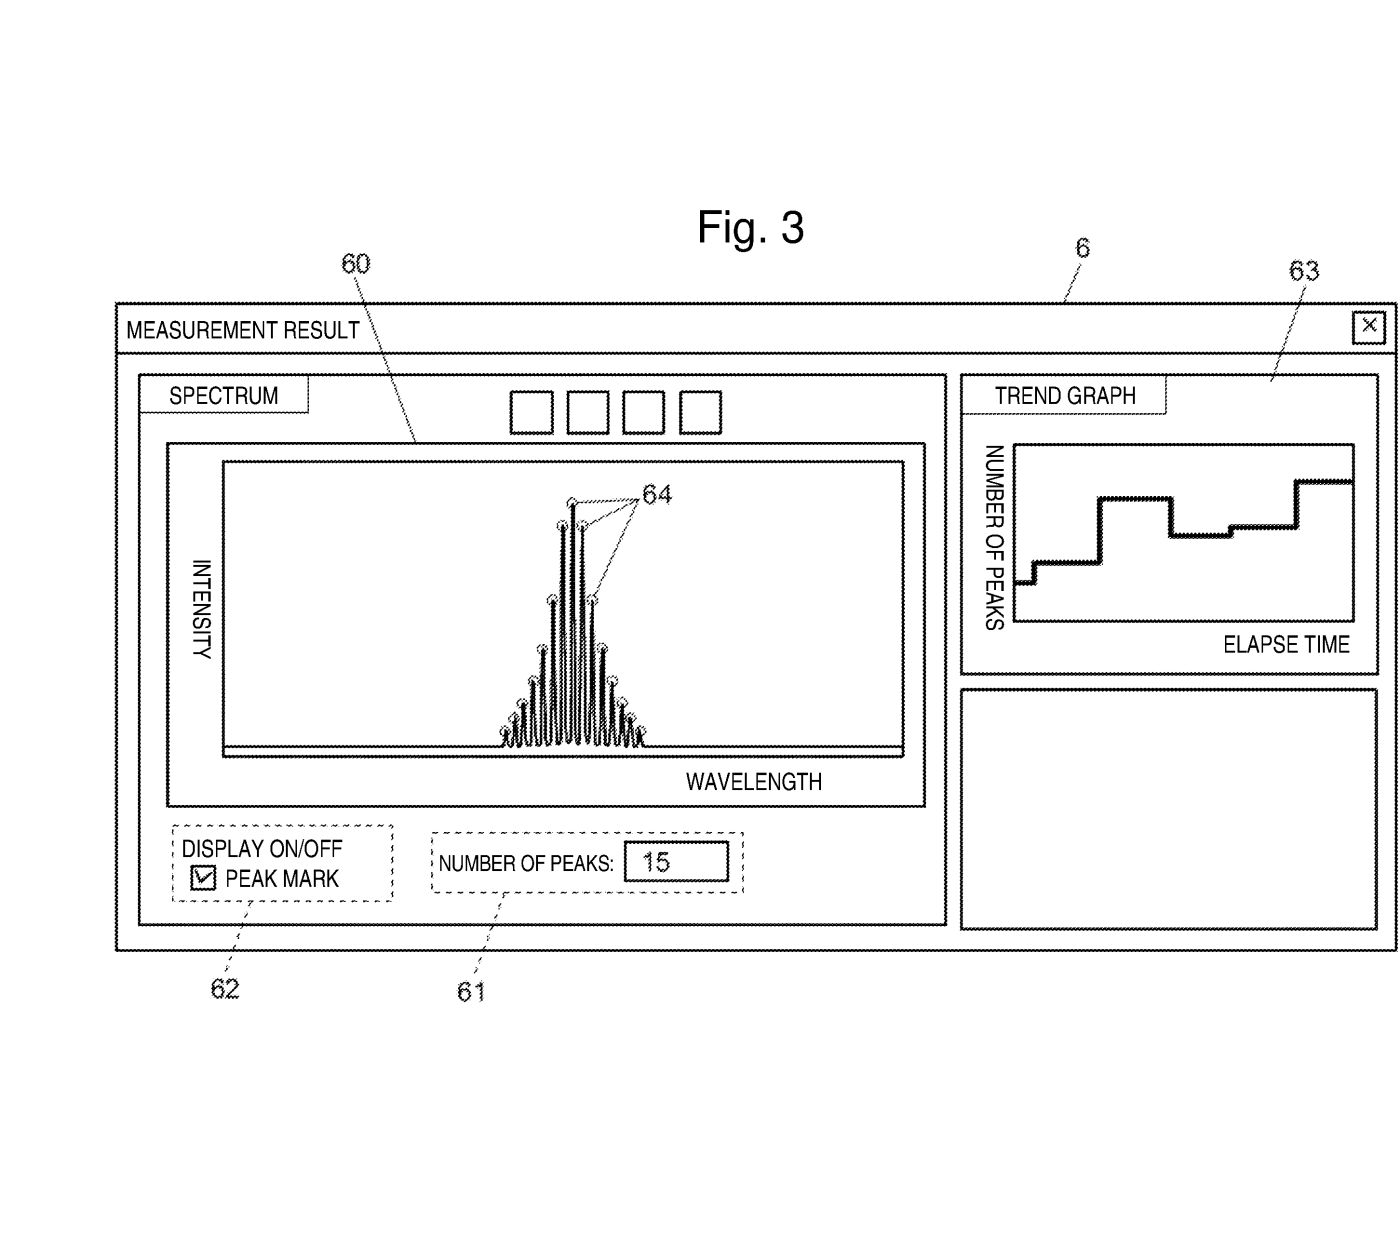 Fig. 3
60
6
63
MEASUREMENT RESULT
SPECTRUM
64
INTENSITY
WAVELENGTH
DISPLAY ON/OFF
PEAK MARK
NUMBER OF PEAKS: 15
TREND GRAPH
NUMBER OF PEAKS
ELAPSE TIME
62
61